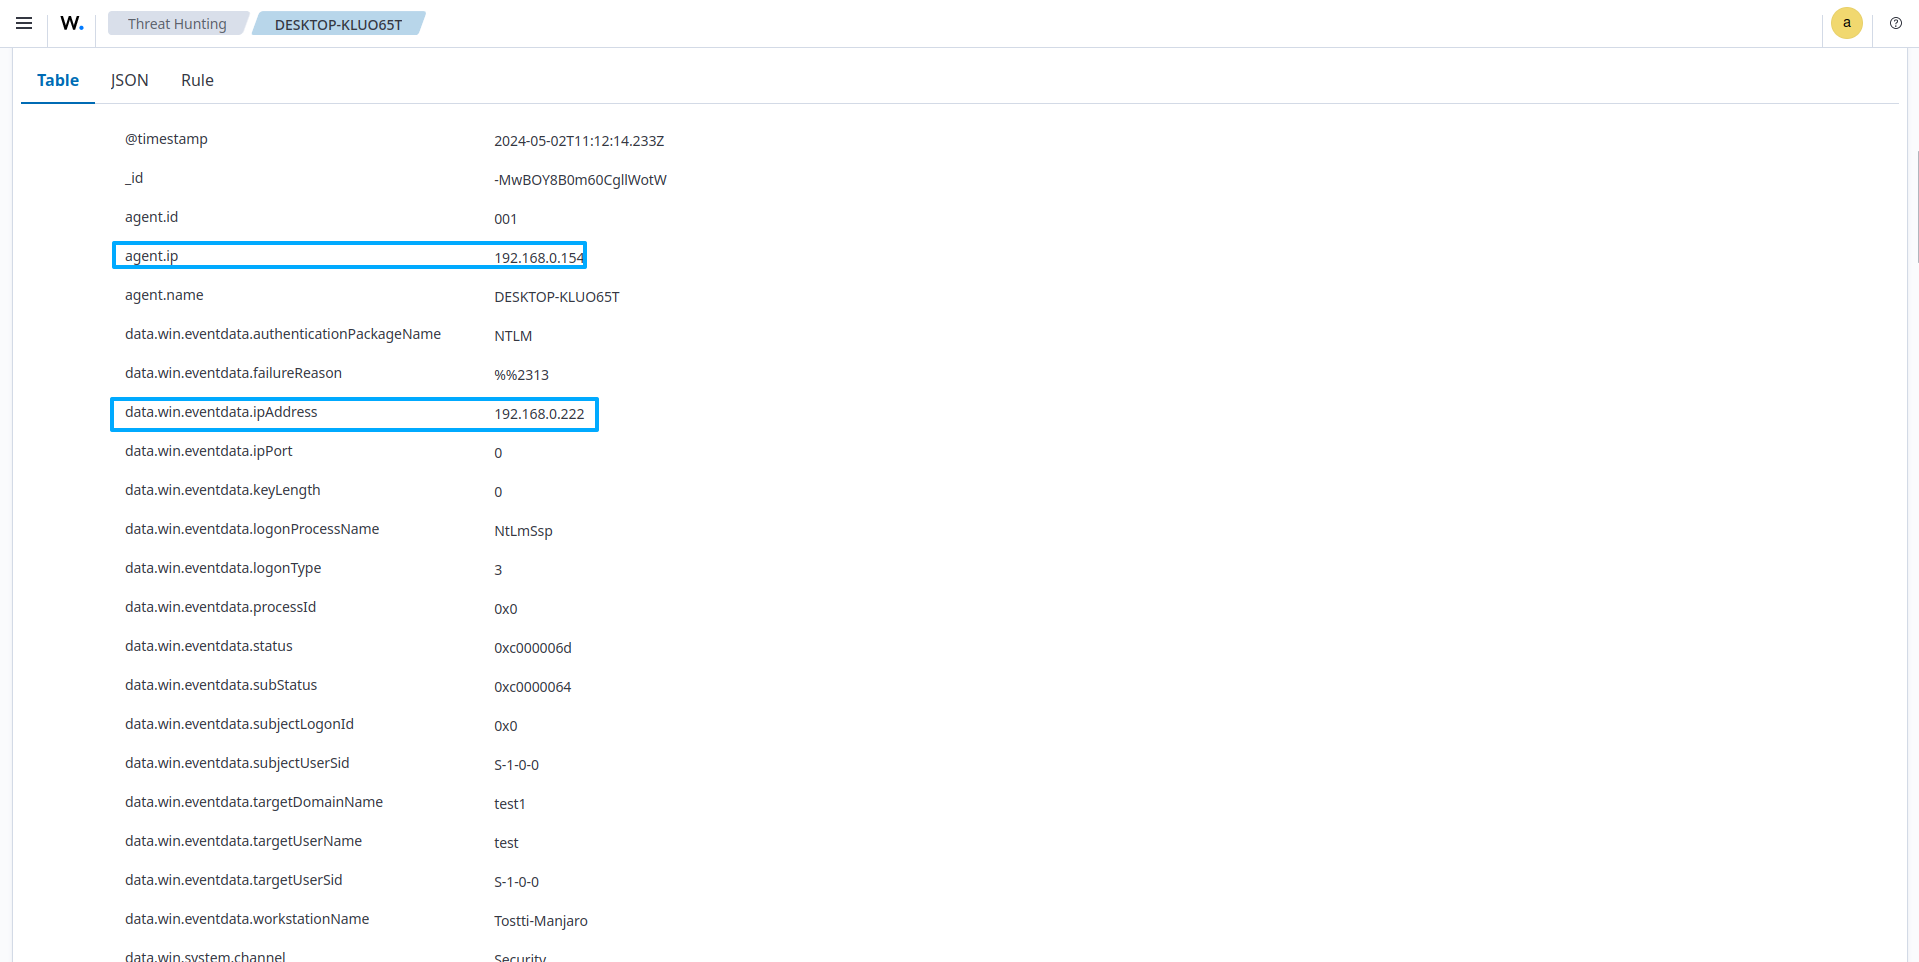 W.
Threat Hunting
DESKTOP-KLUO65T
a
Table JSON Rule
@timestamp 2024-05-02T11:12:14.233Z
_id -MwBOY8B0m60CgllWotW
agent.id 001
agent.ip 192.168.0.154
agent.name DESKTOP-KLUO65T
data.win.eventdata.authenticationPackageName NTLM
data.win.eventdata.failureReason %%2313
data.win.eventdata.ipAddress 192.168.0.222
data.win.eventdata.ipPort 0
data.win.eventdata.keyLength 0
data.win.eventdata.logonProcessName NtLmSsp
data.win.eventdata.logonType 3
data.win.eventdata.processId 0x0
data.win.eventdata.status 0xc000006d
data.win.eventdata.subStatus 0xc0000064
data.win.eventdata.subjectLogonId 0x0
data.win.eventdata.subjectUserSid S-1-0-0
data.win.eventdata.targetDomainName test1
data.win.eventdata.targetUserName test
data.win.eventdata.targetUserSid S-1-0-0
data.win.eventdata.workstationName Tostti-Manjaro
data.win.system.channel Security